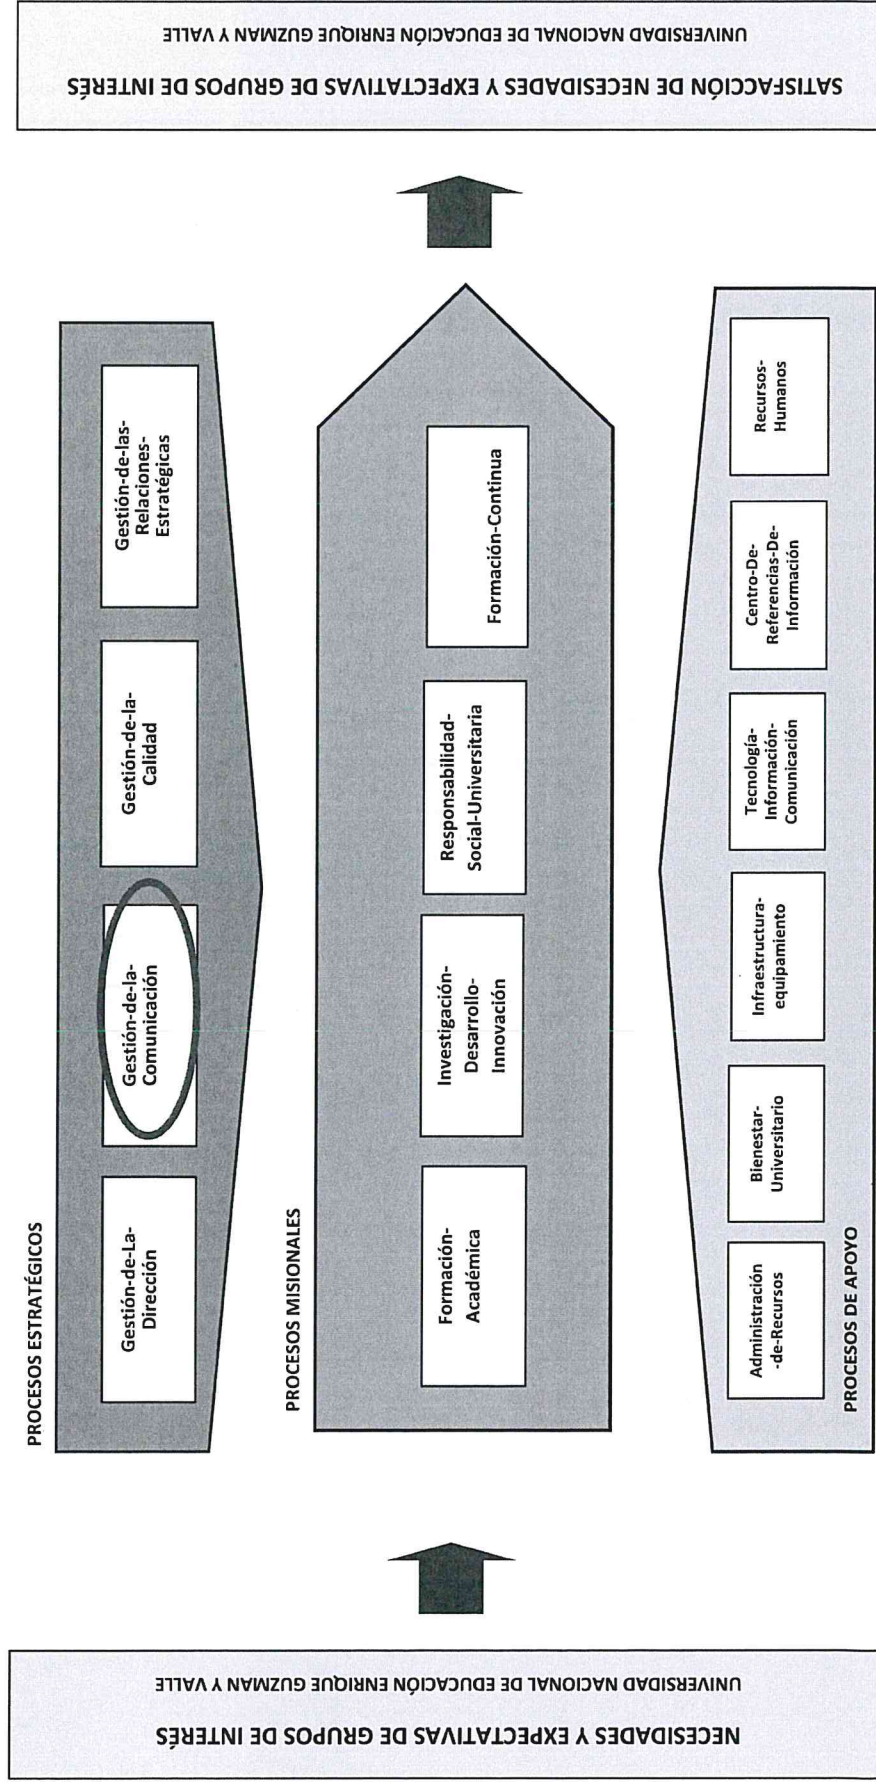 NECESIDADES Y EXPECTATIVAS DE GRUPOS DE INTERÉS
UNIVERSIDAD NACIONAL DE EDUCACIÓN ENRIQUE GUZMAN Y VALLE
PROCESOS ESTRATÉGICOS
Gestión-de-La-
Dirección
Gestión-de-la-
Comunicación
Gestión-de-la-
Calidad
Gestión-de-las-
Relaciones-
Estratégicas
PROCESOS MISIONALES
Formación-
Académica
Investigación-
Desarrollo-
Innovación
Responsabilidad-
Social-Universitaria
Formación-Continua
Administración
-de-Recursos
Bienestar-
Universitario
Infraestructura-
equipamiento
Tecnología-
Información-
Comunicación
Centro-De-
Referencias-De-
Información
Recursos-
Humanos
PROCESOS DE APOYO
SATISFACCIÓN DE NECESIDADES Y EXPECTATIVAS DE GRUPOS DE INTERÉS
UNIVERSIDAD NACIONAL DE EDUCACIÓN ENRIQUE GUZMAN Y VALLE